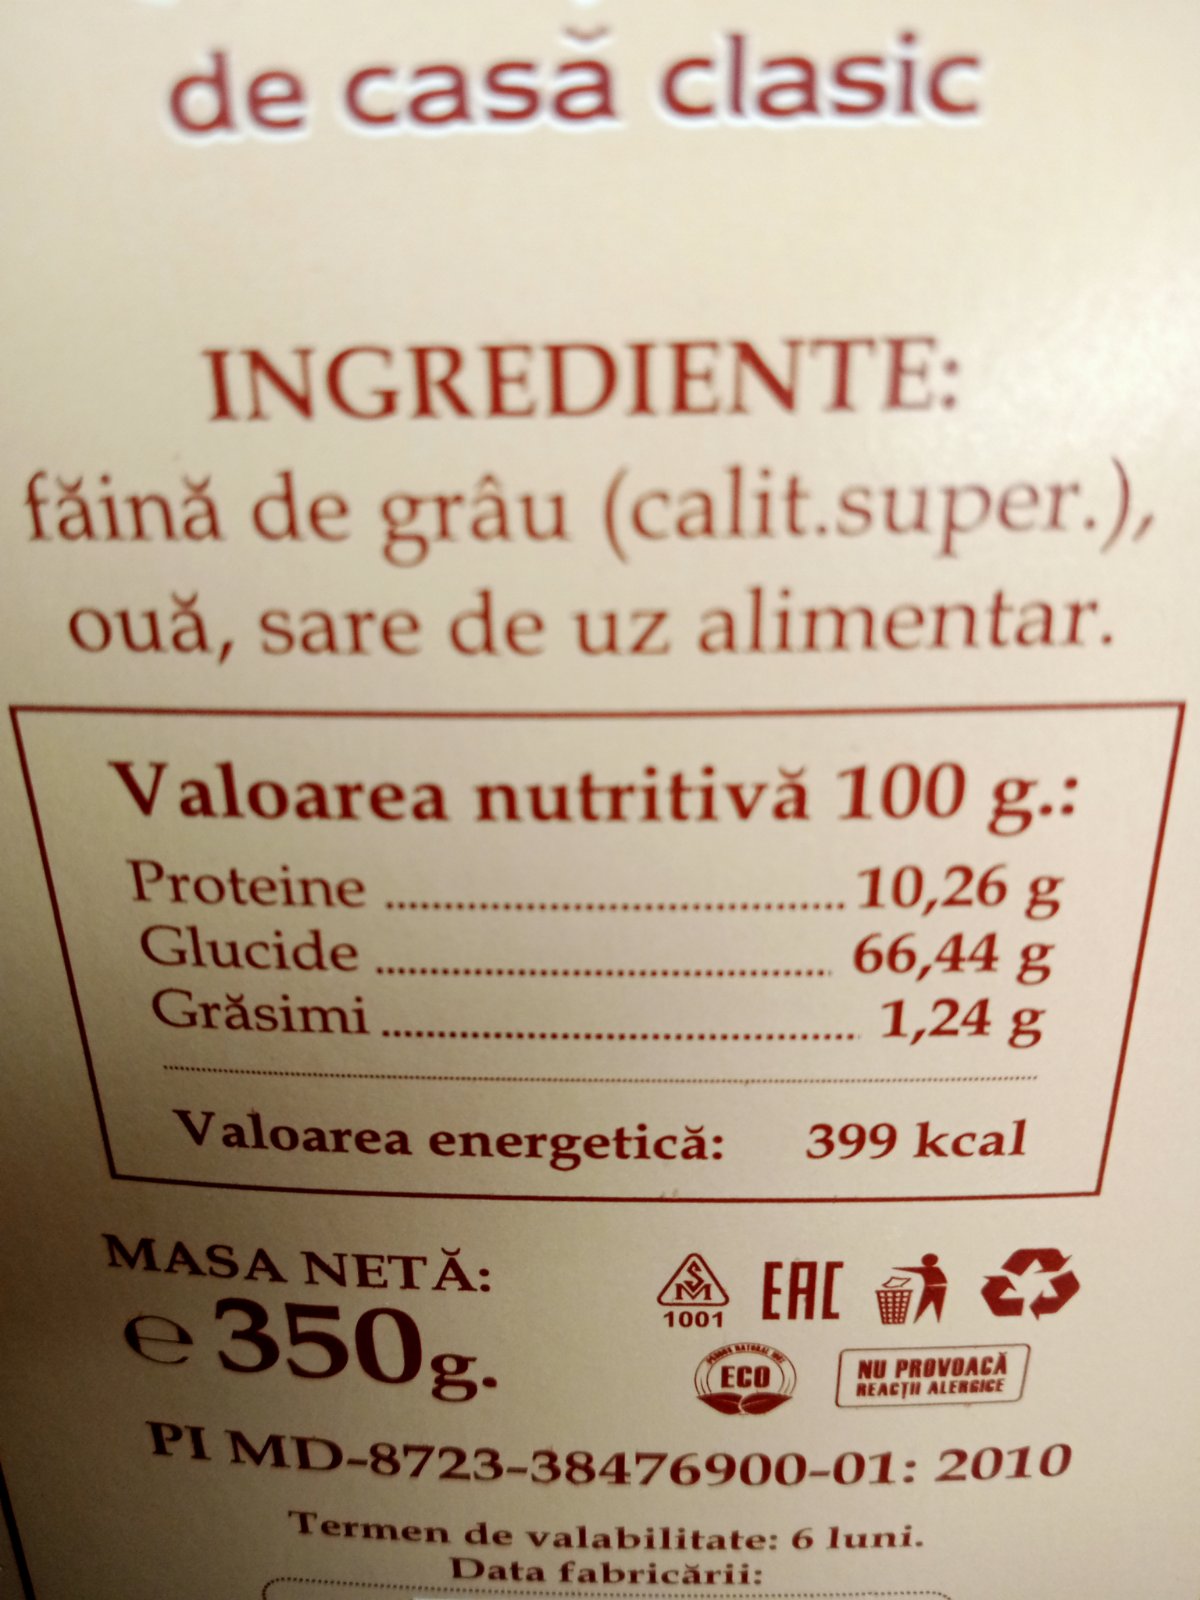 de casă clasic
INGREDIENTE:
făină de grâu (calit.super.),
ouă, sare de uz alimentar.
Valoarea nutritivă 100 g.:
Proteine ........ 10,26 g
Glucide ........ 66,44 g
Grăsimi ........ 1,24 g
Valoarea energetică: 399 kcal
MASA NETĂ:
℮ 350g.
SM
1001
EAC
ECO
NU PROVOACĂ
REACȚII ALERGICE
PI MD-8723-38476900-01: 2010
Termen de valabilitate: 6 luni.
Data fabricării: